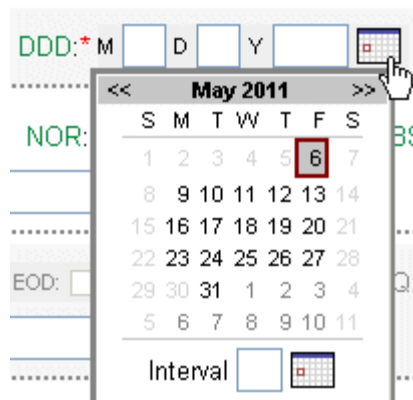 DDD:* M D Y
<< May 2011 >>
S M T W T F S
1 2 3 4 5 6 7
NOR:
8 9 10 11 12 13 14
15 16 17 18 19 20 21
22 23 24 25 26 27 28
EOD:
29 30 31 1 2 3 4
5 6 7 8 9 10 11
Interval